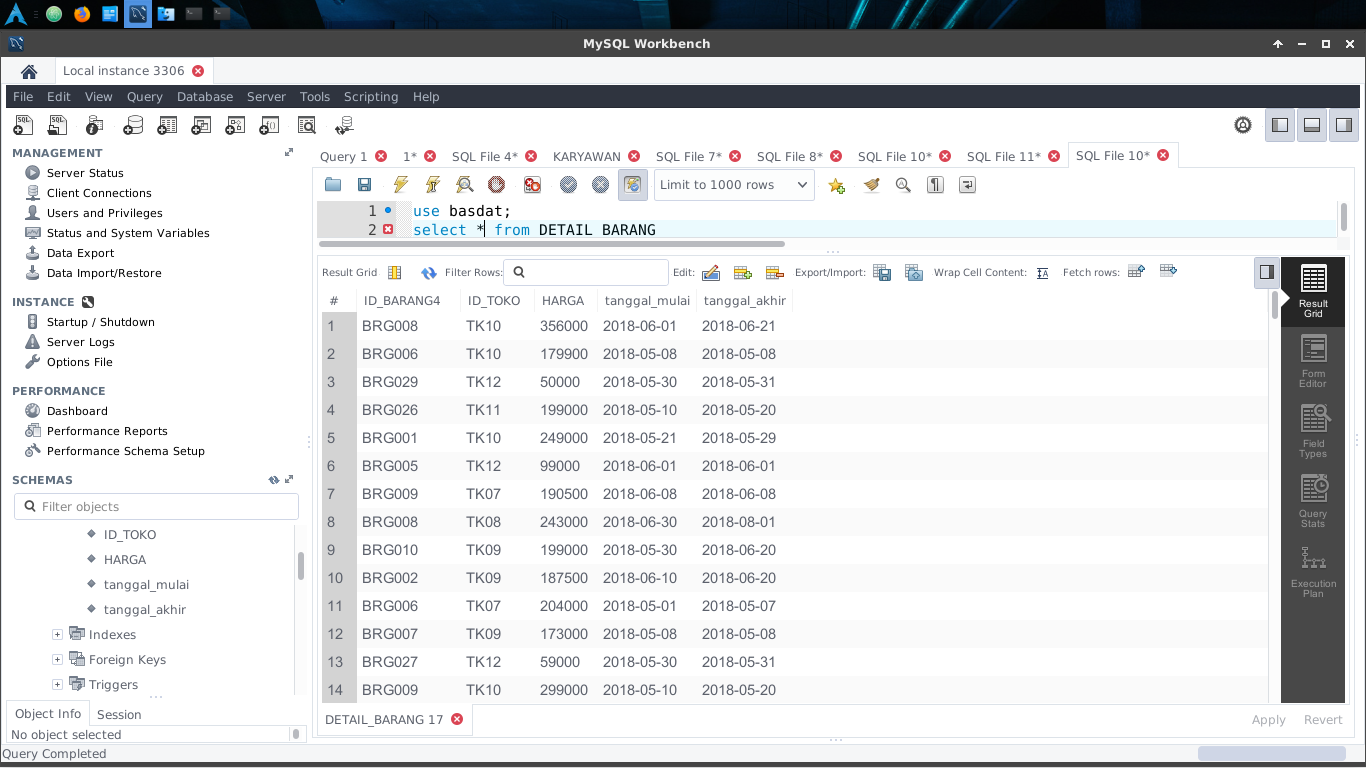 MySQL Workbench
Local instance 3306
File Edit View Query Database Server Tools Scripting Help
MANAGEMENT
Server Status
Client Connections
Users and Privileges
Status and System Variables
Data Export
Data Import/Restore
INSTANCE
Startup / Shutdown
Server Logs
Options File
PERFORMANCE
Dashboard
Performance Reports
Performance Schema Setup
SCHEMAS
Filter objects
ID_TOKO
HARGA
tanggal_mulai
tanggal_akhir
Indexes
Foreign Keys
Triggers
Object Info Session
No object selected
Query 1 1* SQL File 4* KARYAWAN SQL File 7* SQL File 8* SQL File 10* SQL File 11* SQL File 10*
Limit to 1000 rows
1 use basdat;
2 select * from DETAIL_BARANG
Result Grid Filter Rows: Edit: Export/Import: Wrap Cell Content: Fetch rows:
# ID_BARANG4 ID_TOKO HARGA tanggal_mulai tanggal_akhir
1 BRG008 TK10 356000 2018-06-01 2018-06-21
2 BRG006 TK10 179900 2018-05-08 2018-05-08
3 BRG029 TK12 50000 2018-05-30 2018-05-31
4 BRG026 TK11 199000 2018-05-10 2018-05-20
5 BRG001 TK10 249000 2018-05-21 2018-05-29
6 BRG005 TK12 99000 2018-06-01 2018-06-01
7 BRG009 TK07 190500 2018-06-08 2018-06-08
8 BRG008 TK08 243000 2018-06-30 2018-08-01
9 BRG010 TK09 199000 2018-05-30 2018-06-20
10 BRG002 TK09 187500 2018-06-10 2018-06-20
11 BRG006 TK07 204000 2018-05-01 2018-05-07
12 BRG007 TK09 173000 2018-05-08 2018-05-08
13 BRG027 TK12 59000 2018-05-30 2018-05-31
14 BRG009 TK10 299000 2018-05-10 2018-05-20
Result
Grid
Form
Editor
Field
Types
Query
Stats
Execution
Plan
DETAIL_BARANG 17
Apply Revert
Query Completed